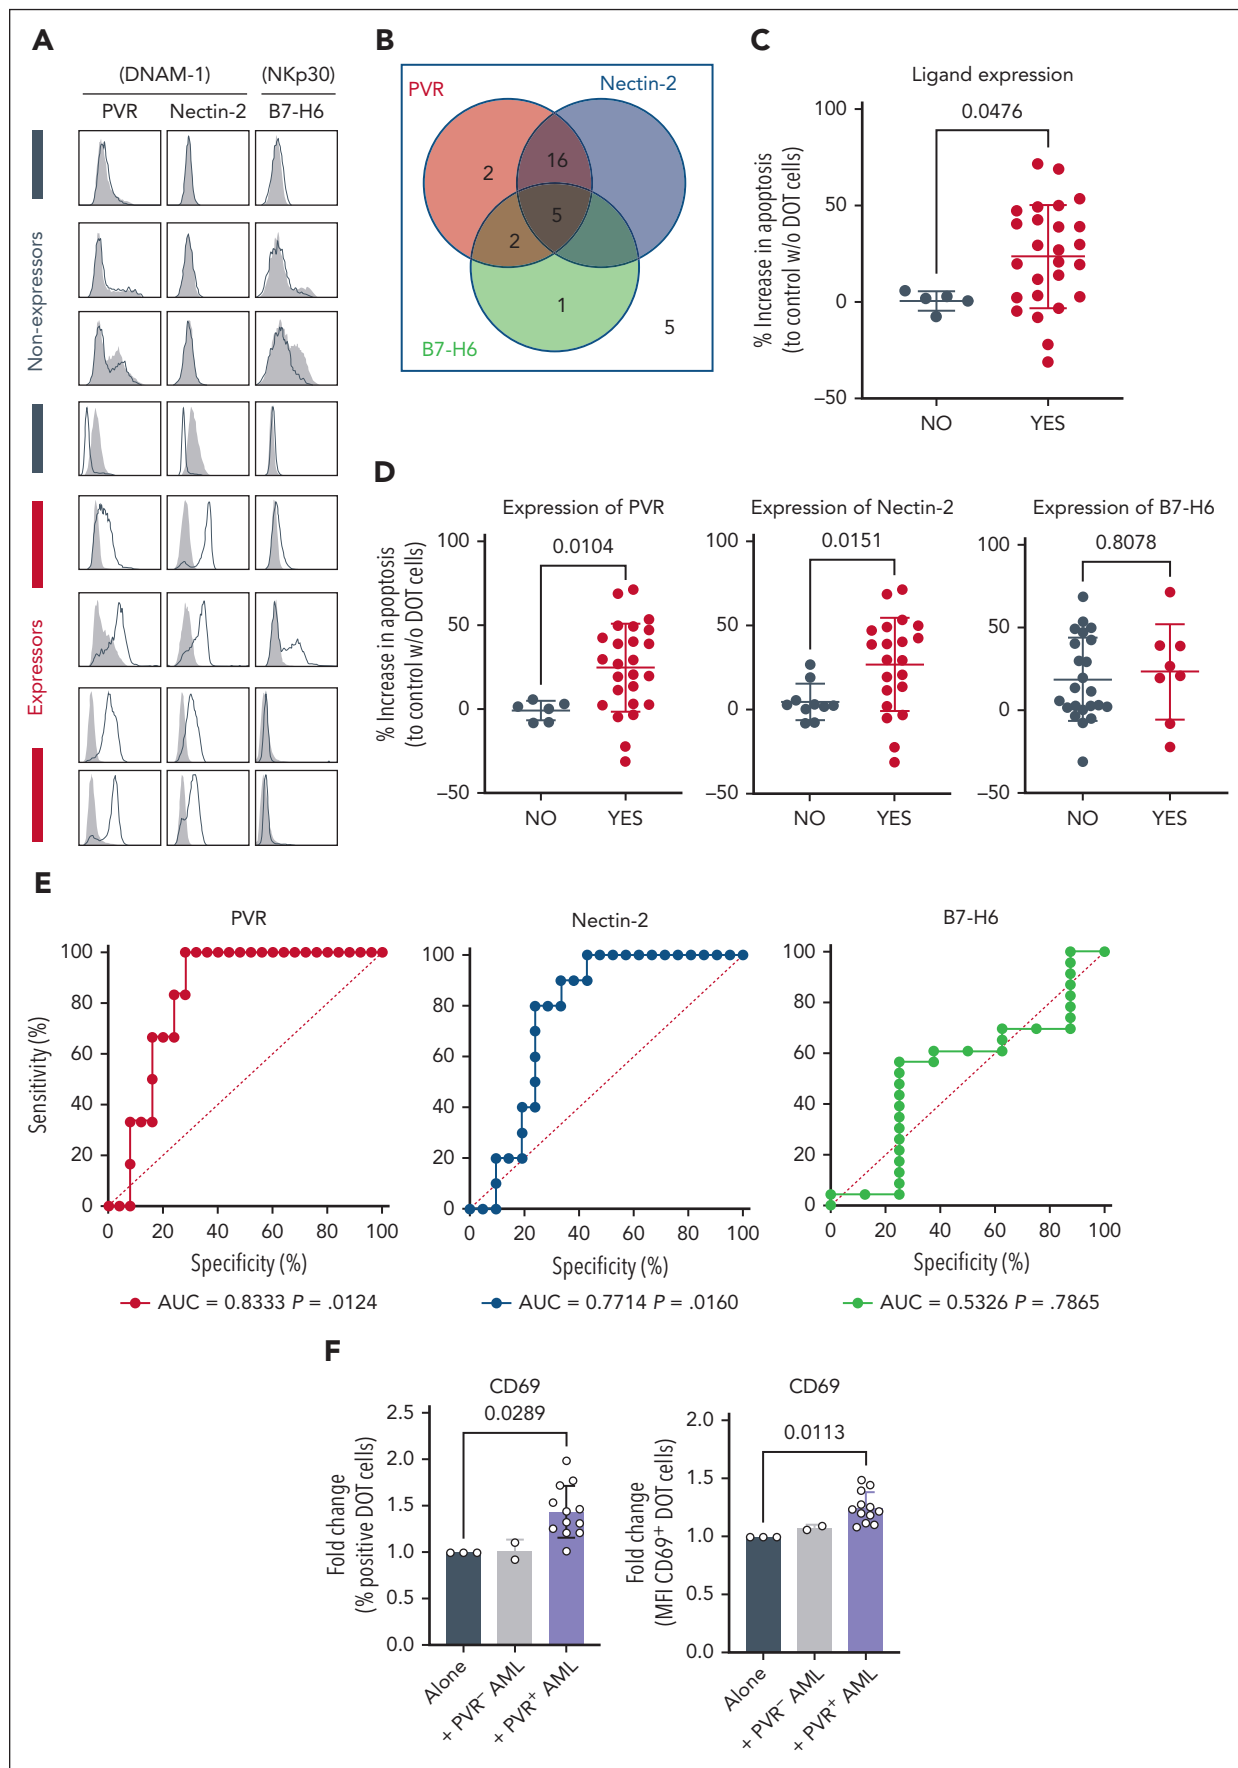 A
(DNAM-1) (NKp30)
PVR Nectin-2 B7-H6
Non-expressors
Expressors
B
PVR
Nectin-2
16
2
5
2
1
5
B7-H6
C
Ligand expression
0.0476
% Increase in apoptosis
(to control w/o DOT cells)
100
50
0
–50
NO YES
D
Expression of PVR
0.0104
% Increase in apoptosis
(to control w/o DOT cells)
100
50
0
–50
NO YES
Expression of Nectin-2
0.0151
100
50
0
–50
NO YES
Expression of B7-H6
0.8078
100
50
0
–50
NO YES
E
PVR
Sensitivity (%)
100
80
60
40
20
0
0 20 40 60 80 100
Specificity (%)
AUC = 0.8333 P = .0124
Nectin-2
100
80
60
40
20
0
0 20 40 60 80 100
Specificity (%)
AUC = 0.7714 P = .0160
B7-H6
100
80
60
40
20
0
0 20 40 60 80 100
Specificity (%)
AUC = 0.5326 P = .7865
F
CD69
0.0289
Fold change
(% positive DOT cells)
2.5
2.0
1.5
1.0
0.5
0.0
Alone
+ PVR⁻ AML
+ PVR⁺ AML
CD69
0.0113
Fold change
(MFI CD69⁺ DOT cells)
2.0
1.5
1.0
0.5
0.0
Alone
+ PVR⁻ AML
+ PVR⁺ AML